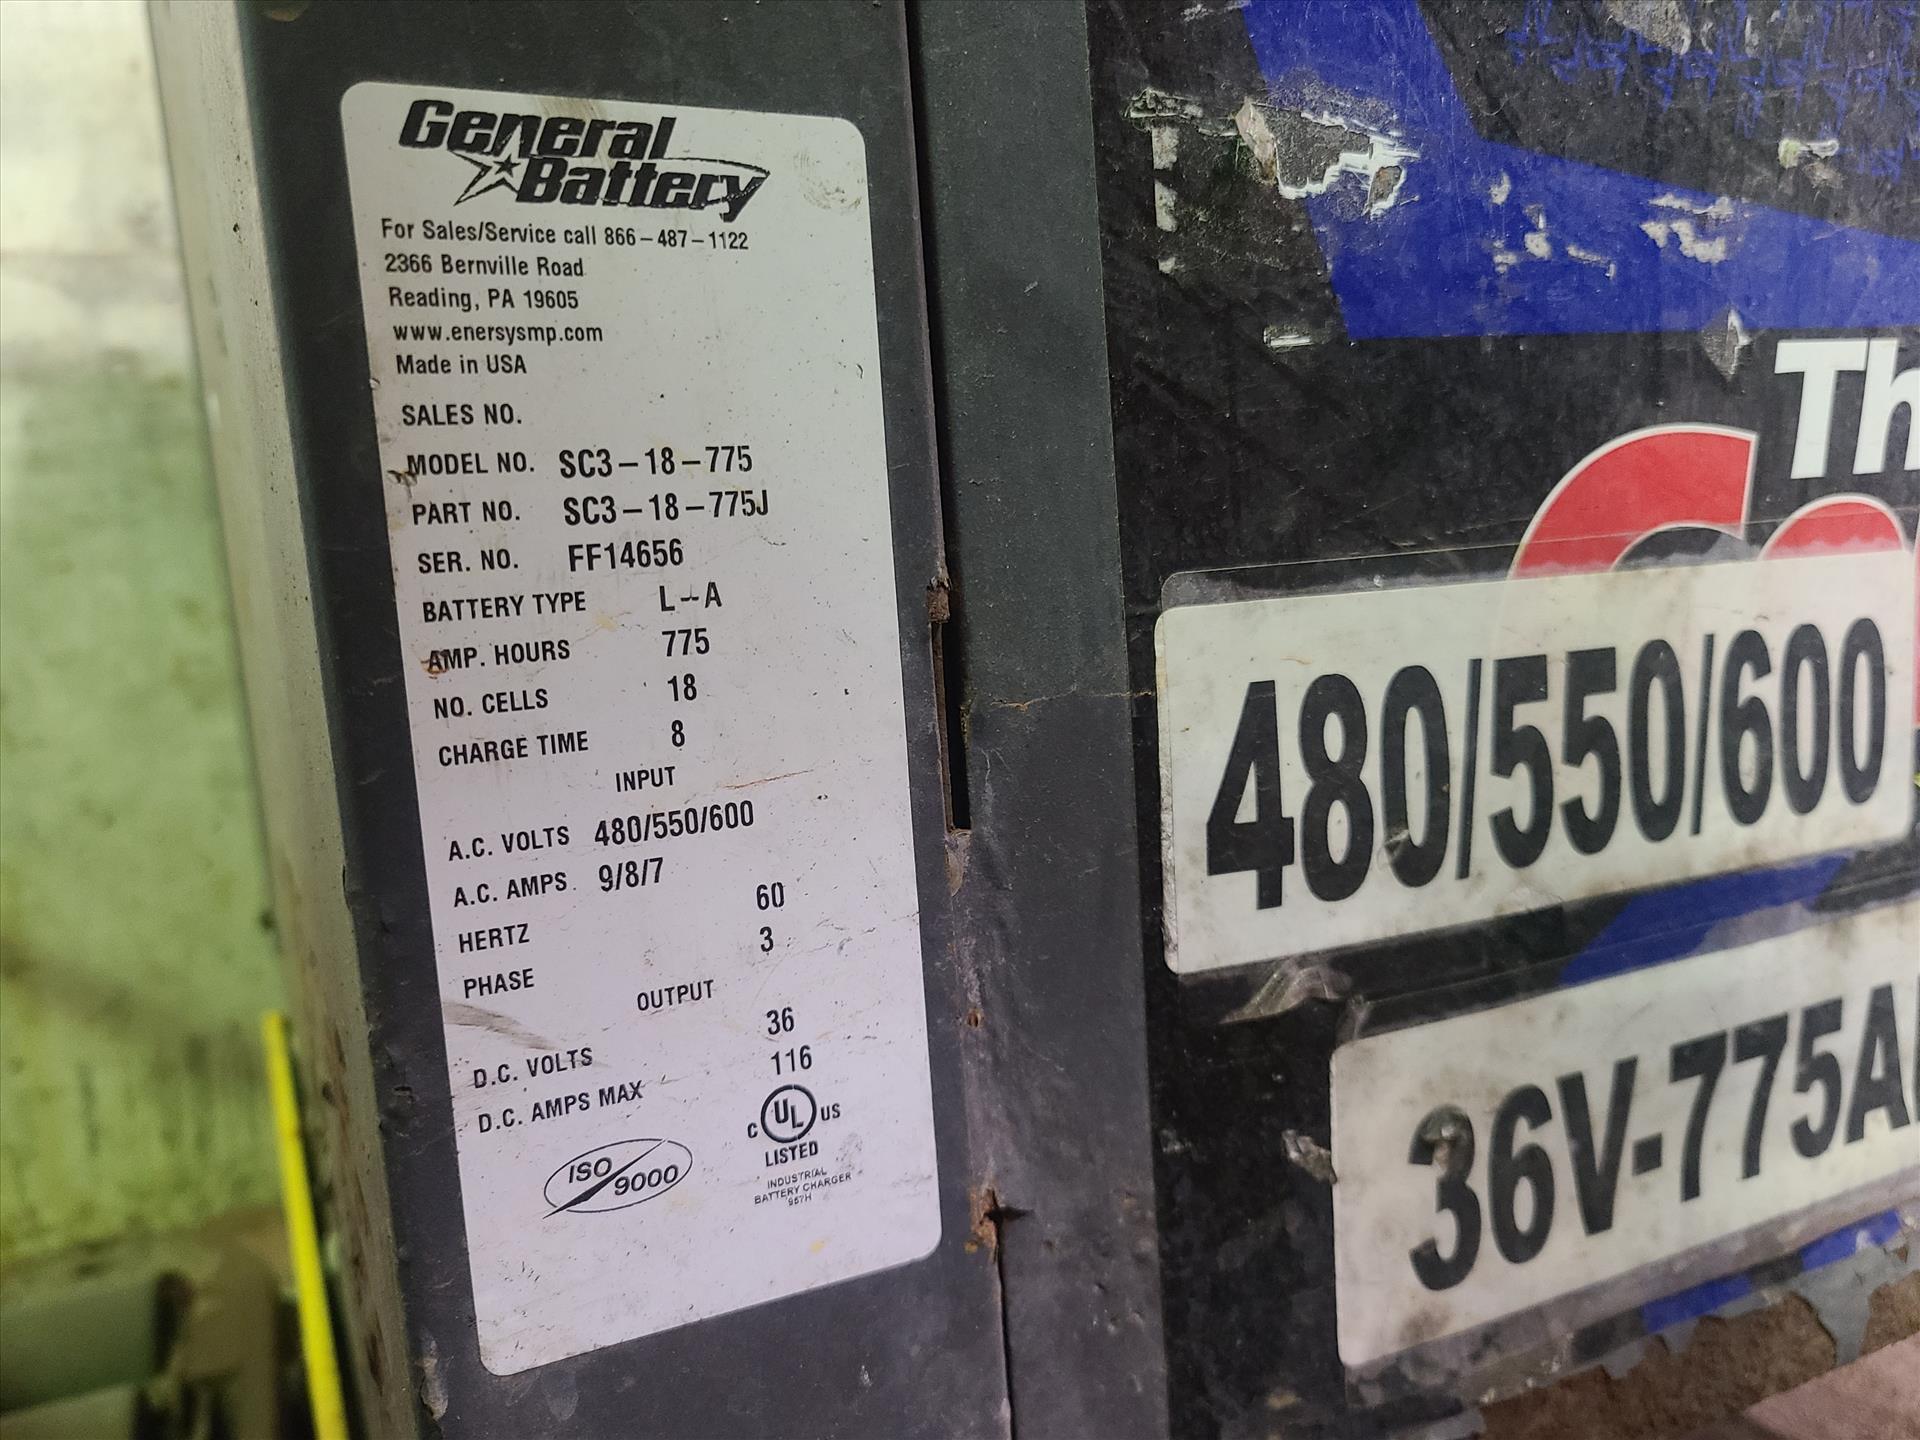 General
Battery
For Sales/Service call 866-487-1122
2366 Bernville Road
Reading, PA 19605
www.enersysmp.com
Made in USA
SALES NO.
MODEL NO. SC3-18-775
PART NO. SC3-18-775J
SER. NO. FF14656
BATTERY TYPE L-A
AMP. HOURS 775
NO. CELLS 18
CHARGE TIME 8
INPUT
A.C. VOLTS 480/550/600
A.C. AMPS. 9/8/7
HERTZ 60
PHASE 3
OUTPUT
D.C. VOLTS 36
D.C. AMPS MAX 116
ISO 9000
C UL US
LISTED
INDUSTRIAL
BATTERY CHARGER
957H
Th
480/550/600
36V-775A